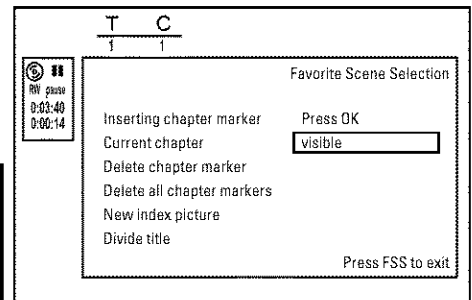 T C
1 1
RW pause
0:03:40
0:00:14
Favorite Scene Selection
Inserting chapter marker Press OK
Current chapter visible
Delete chapter marker
Delete all chapter markers
New index picture
Divide title
Press FSS to exit